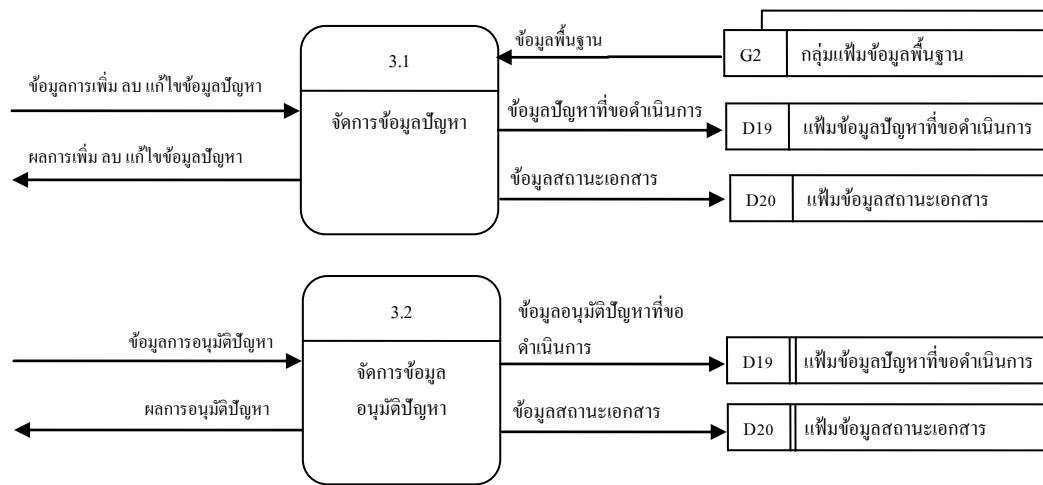 ข้อมูลพื้นฐาน
3.1
G2 กลุ่มแฟ้มข้อมูลพื้นฐาน
ข้อมูลการเพิ่ม ลบ แก้ไขข้อมูลปัญหา
จัดการข้อมูลปัญหา
ข้อมูลปัญหาที่ขอดำเนินการ
D19 แฟ้มข้อมูลปัญหาที่ขอดำเนินการ
ผลการเพิ่ม ลบ แก้ไขข้อมูลปัญหา
ข้อมูลสถานะเอกสาร
D20 แฟ้มข้อมูลสถานะเอกสาร
3.2
ข้อมูลอนุมัติปัญหาที่ขอ
ดำเนินการ
ข้อมูลการอนุมัติปัญหา
จัดการข้อมูล
อนุมัติปัญหา
D19 แฟ้มข้อมูลปัญหาที่ขอดำเนินการ
ผลการอนุมัติปัญหา
ข้อมูลสถานะเอกสาร
D20 แฟ้มข้อมูลสถานะเอกสาร